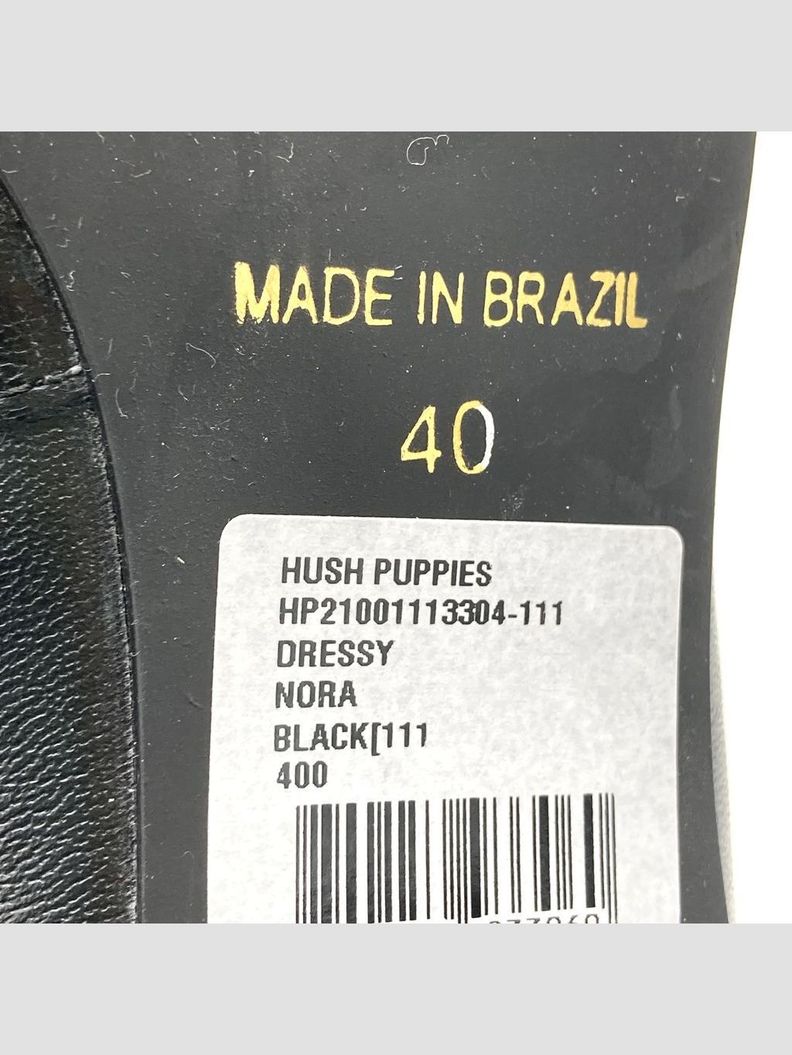 MADE IN BRAZIL
40
HUSH PUPPIES
HP21001113304-111
DRESSY
NORA
BLACK[111
400